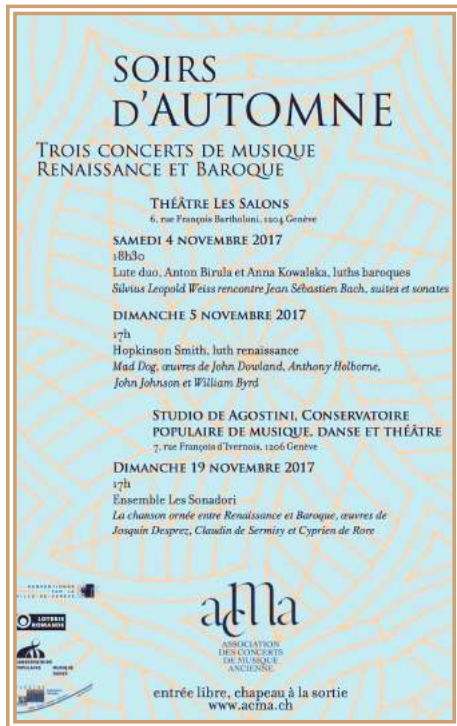 SOIRS
D'AUTOMNE
TROIS CONCERTS DE MUSIQUE
RENAISSANCE ET BAROQUE
THÉÂTRE LES SALONS
6, rue François Bartholoni, 1204 Genève
SAMEDI 4 NOVEMBRE 2017
18h30
Lute duo, Anton Birula et Anna Kowalska, luths baroques
Silvius Leopold Weiss rencontre Jean Sébastien Bach, suites et sonates
DIMANCHE 5 NOVEMBRE 2017
17h
Hopkinson Smith, luth renaissance
Mad Dog, œuvres de John Dowland, Anthony Holborne,
John Johnson et William Byrd
STUDIO DE AGOSTINI, CONSERVATOIRE
POPULAIRE DE MUSIQUE, DANSE ET THÉÂTRE
7, rue François d'Ivernois, 1206 Genève
DIMANCHE 19 NOVEMBRE 2017
17h
Ensemble Les Sonadori
La chanson ornée entre Renaissance et Baroque, œuvres de
Josquin Desprez, Claudin de Sermisy et Cyprien de Rore
LOTERIE
ROMANDE
acma
ASSOCIATION
DES CONCERTS
DE MUSIQUE
ANCIENNE
entrée libre, chapeau à la sortie
www.acma.ch